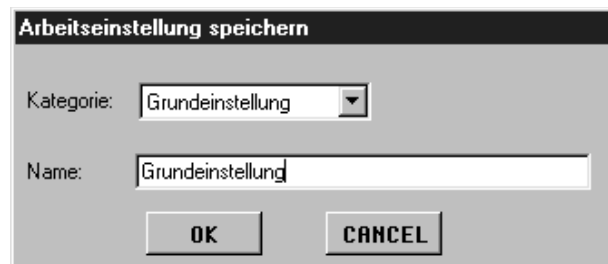 Arbeitseinstellung speichern
Kategorie: Grundeinstellung
Name: Grundeinstellung
OK CANCEL